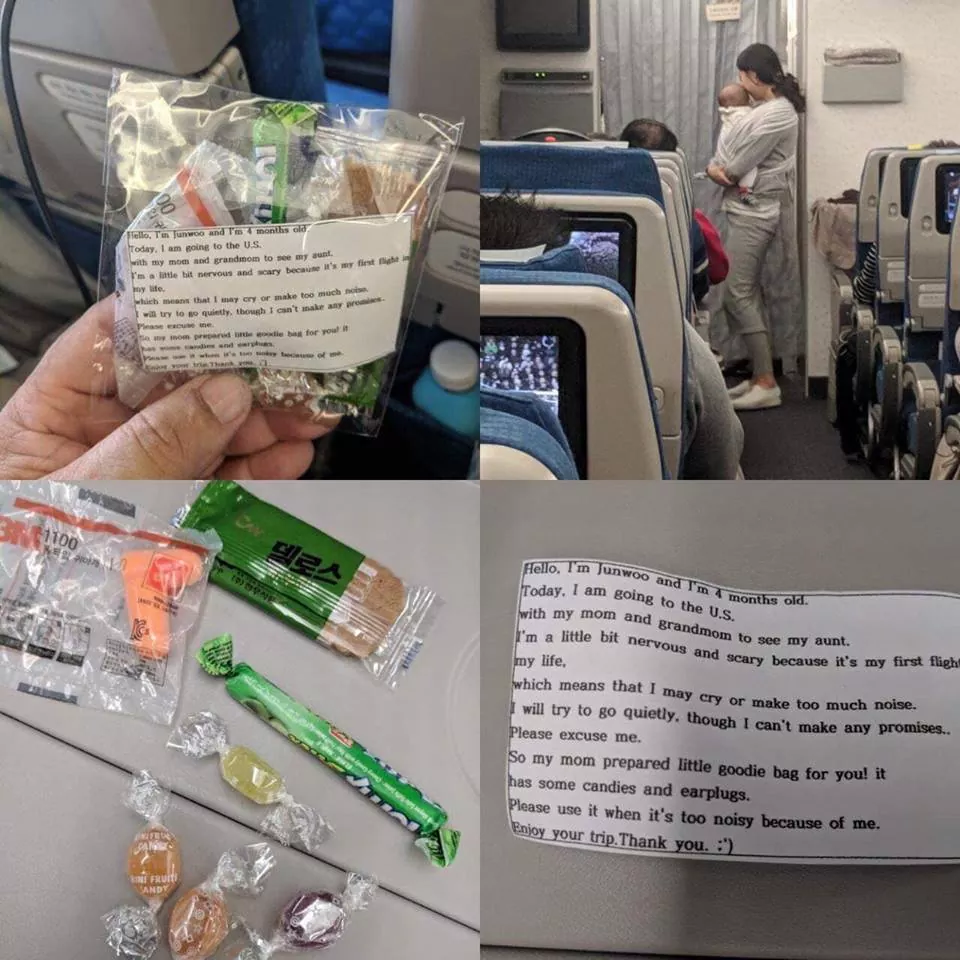 Hello, I'm Junwoo and I'm 4 months old.
Today, I am going to the U.S.
with my mom and grandmom to see my aunt.
I'm a little bit nervous and scary because it's my first flight in
my life,
which means that I may cry or make too much noise.
I will try to go quietly, though I can't make any promises..
Please excuse me.
So my mom prepared little goodie bag for you! it
has some candies and earplugs.
Please use it when it's too noisy because of me.
Enjoy your trip.Thank you. :')
3M
1100
델로스
MINI FRUIT
CANDY
MINI FRUIT
CANDY
Hello, I'm Junwoo and I'm 4 months old.
Today, I am going to the U.S.
with my mom and grandmom to see my aunt.
I'm a little bit nervous and scary because it's my first flight
my life,
which means that I may cry or make too much noise.
I will try to go quietly, though I can't make any promises..
Please excuse me.
So my mom prepared little goodie bag for you! it
has some candies and earplugs.
Please use it when it's too noisy because of me.
Enjoy your trip.Thank you. :')